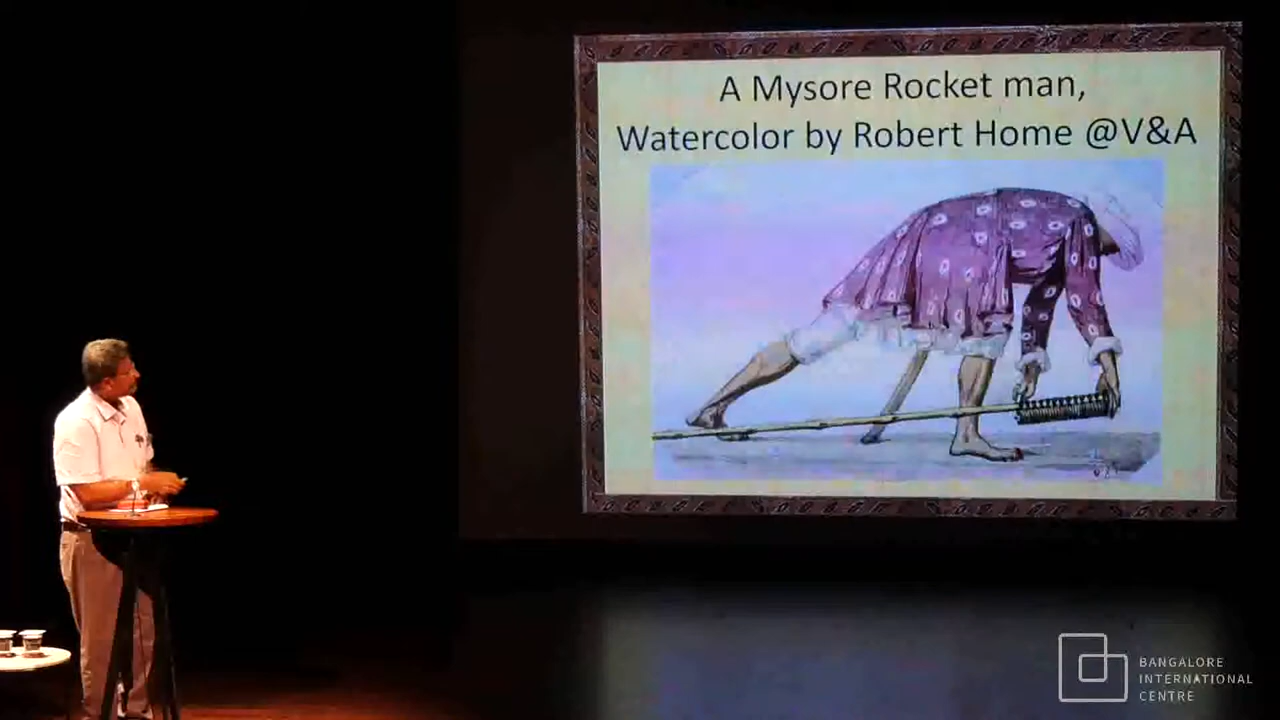 A Mysore Rocket man,
Watercolor by Robert Home @V&A
BANGALORE
INTERNATIONAL
CENTRE